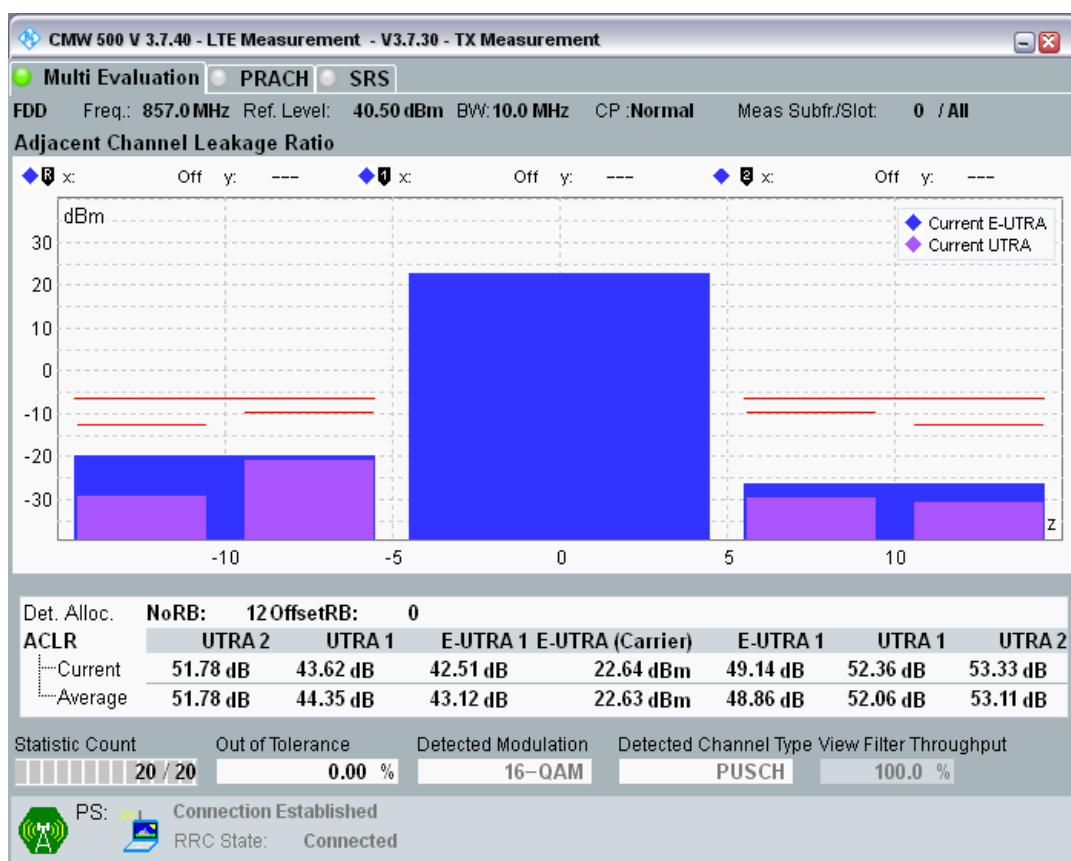 CMW 500 V 3.7.40 - LTE Measurement - V3.7.30 - TX Measurement
Multi Evaluation PRACH SRS
FDD Freq.: 857.0 MHz Ref. Level: 40.50 dBm BW: 10.0 MHz CP :Normal Meas Subfr./Slot: 0 / All
Adjacent Channel Leakage Ratio
R x: Off y: --- 1 x: Off y: --- 2 x: Off y: ---
dBm
Current E-UTRA
Current UTRA
30
20
10
0
-10
-20
-30
z
-10 -5 0 5 10
Det. Alloc. NoRB: 12 OffsetRB: 0
ACLR UTRA 2 UTRA 1 E-UTRA 1 E-UTRA (Carrier) E-UTRA 1 UTRA 1 UTRA 2
Current 51.78 dB 43.62 dB 42.51 dB 22.64 dBm 49.14 dB 52.36 dB 53.33 dB
Average 51.78 dB 44.35 dB 43.12 dB 22.63 dBm 48.86 dB 52.06 dB 53.11 dB
Statistic Count Out of Tolerance Detected Modulation Detected Channel Type View Filter Throughput
20 / 20 0.00 % 16-QAM PUSCH 100.0 %
PS: Connection Established
RRC State: Connected